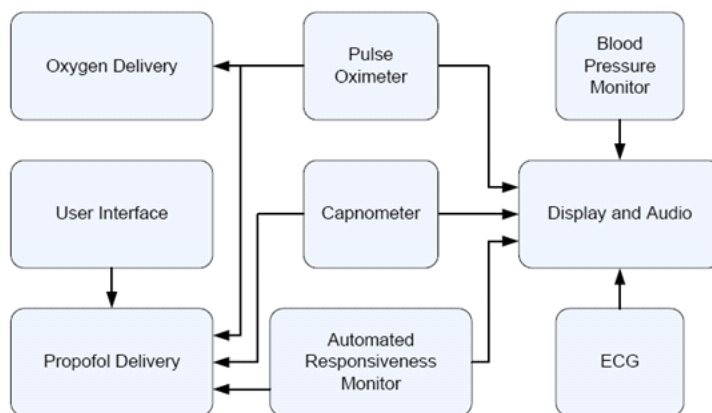 Oxygen Delivery
Pulse
Oximeter
Blood
Pressure
Monitor
User Interface
Capnometer
Display and Audio
Propofol Delivery
Automated
Responsiveness
Monitor
ECG